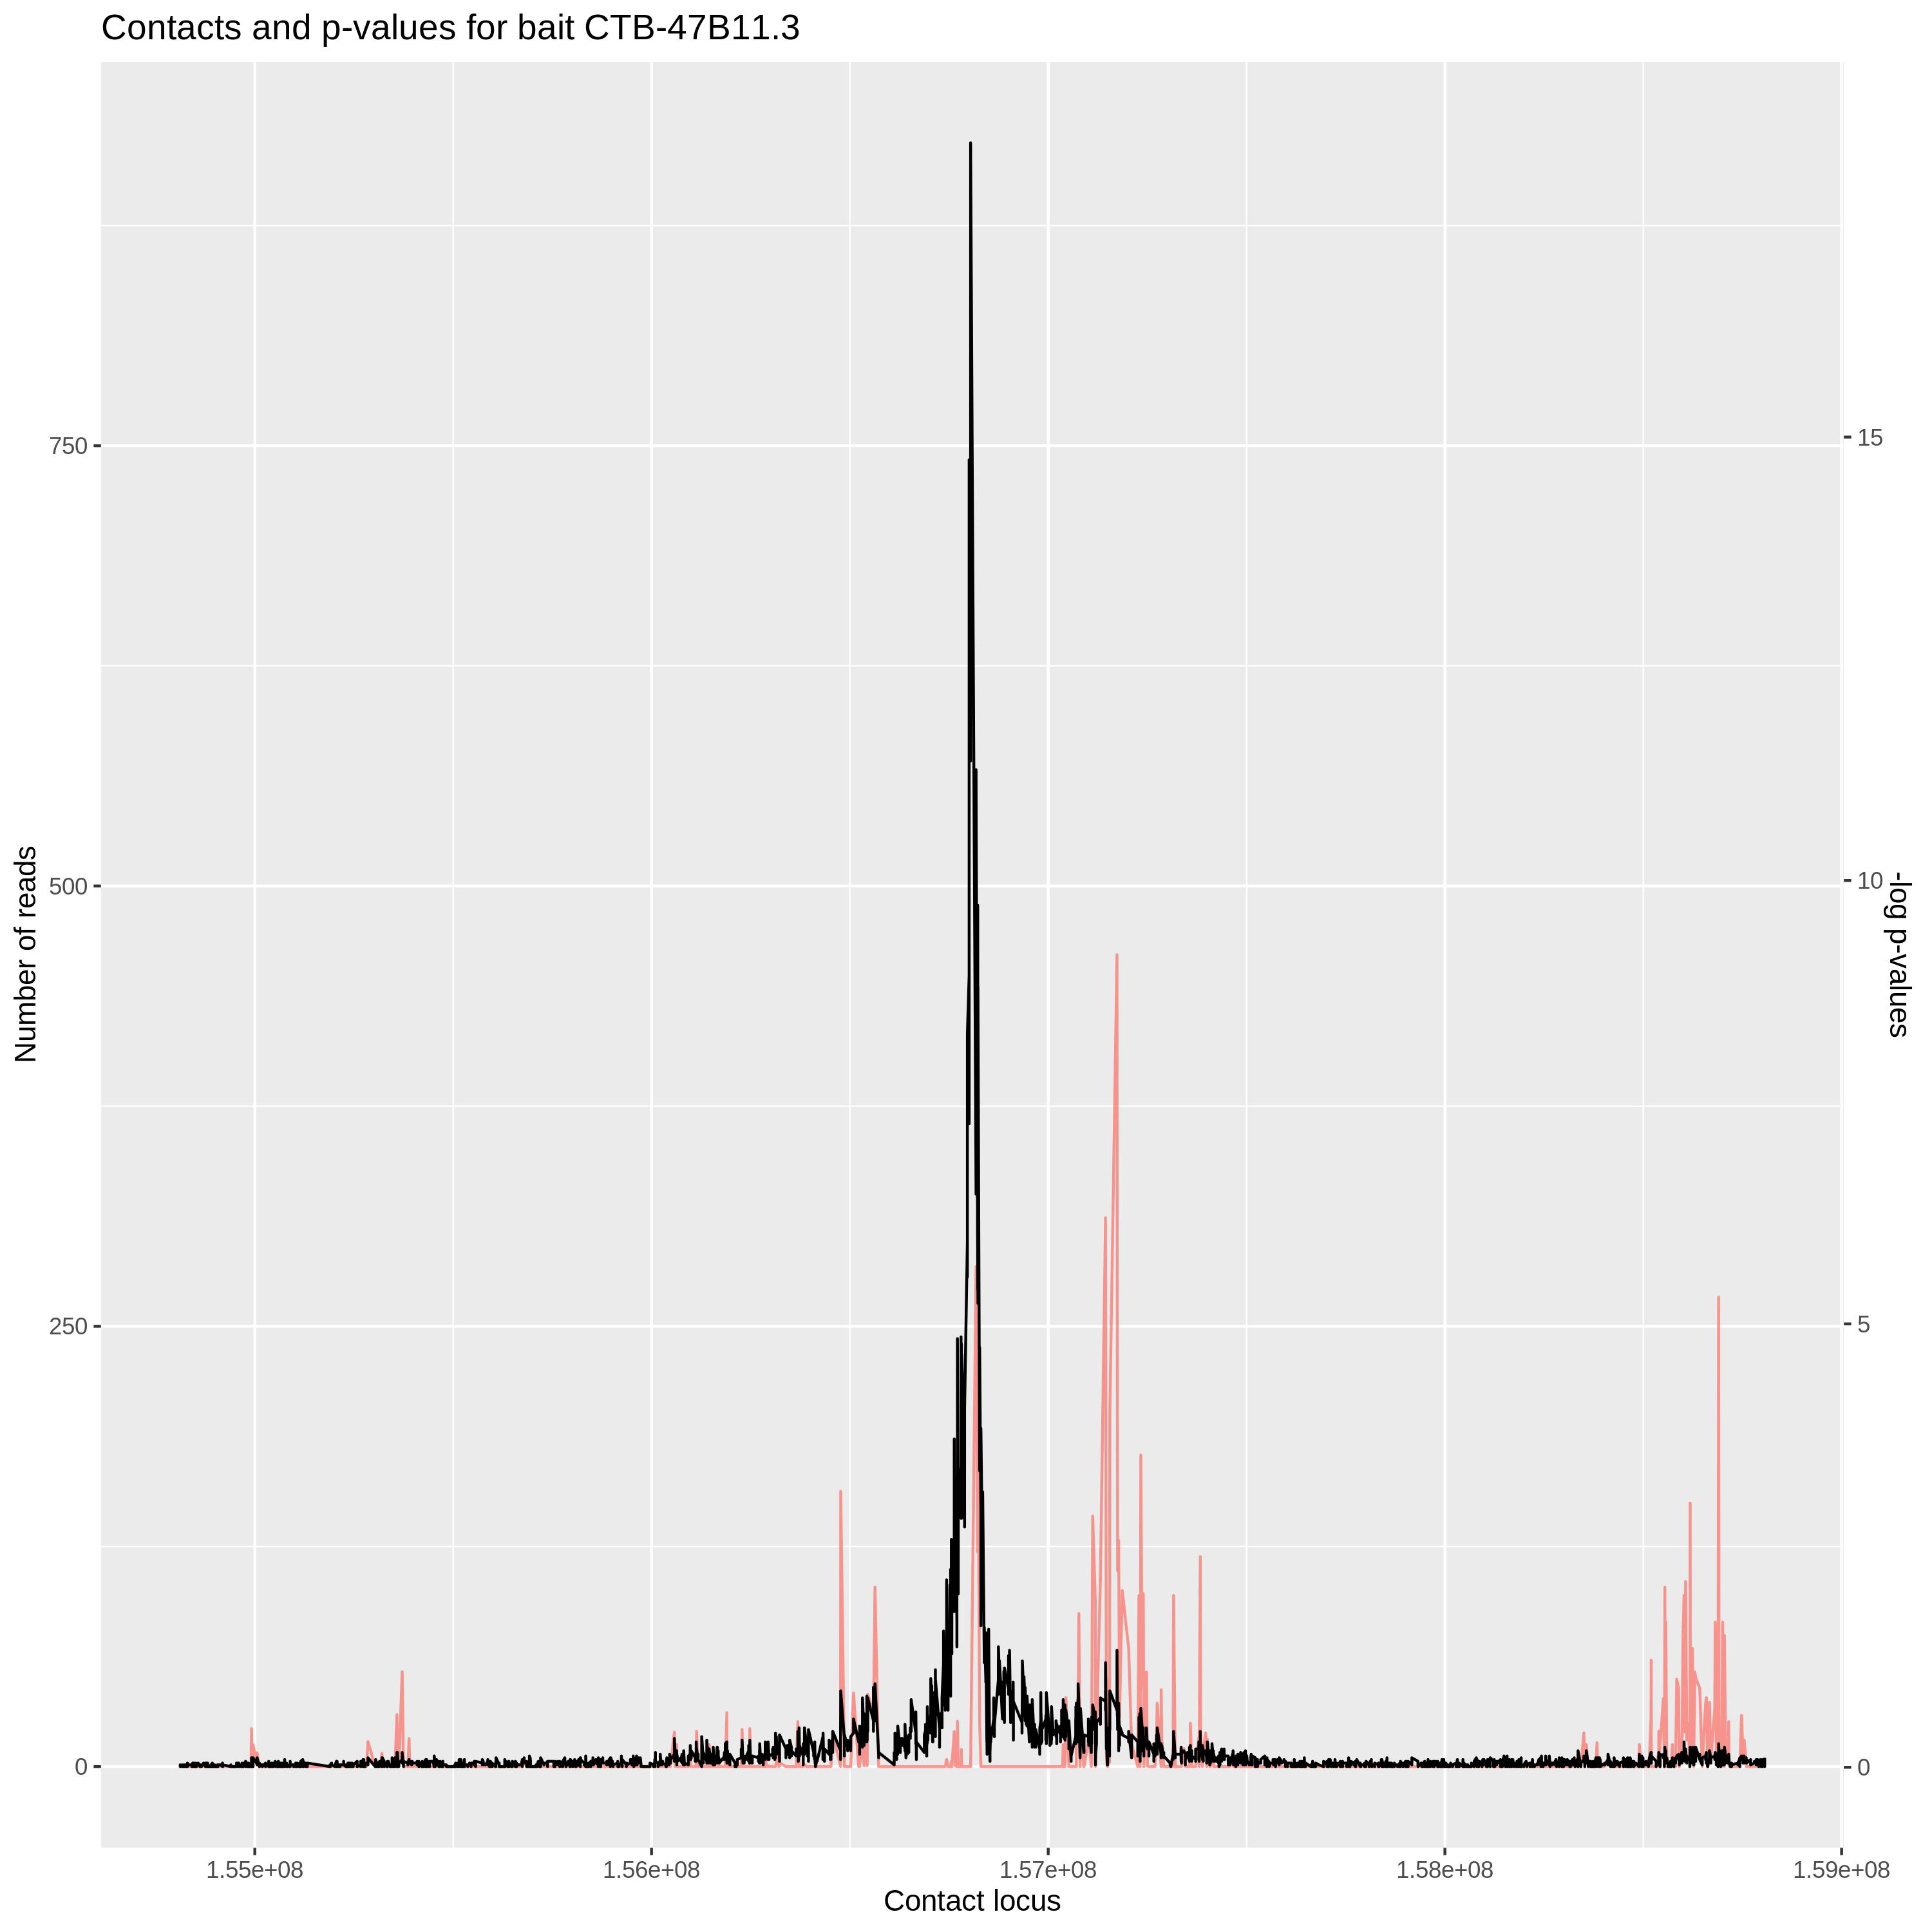 Contacts and p-values for bait CTB-47B11.3
Number of reads
750
500
250
0
15
10
5
0
-log p-values
1.55e+08
1.56e+08
1.57e+08
1.58e+08
1.59e+08
Contact locus